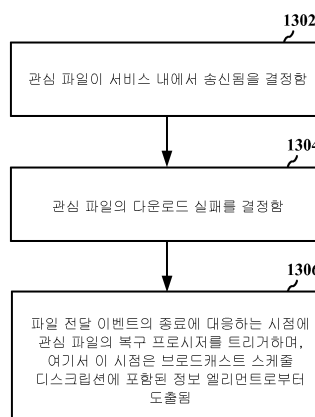 1302
관심 파일이 서비스 내에서 송신됨을 결정함
1304
관심 파일의 다운로드 실패를 결정함
1306
파일 전달 이벤트의 종료에 대응하는 시점에
관심 파일의 복구 프로시저를 트리거하며,
여기서 이 시점은 브로드캐스트 스케줄
디스크립션에 포함된 정보 엘리먼트로부터
도출됨